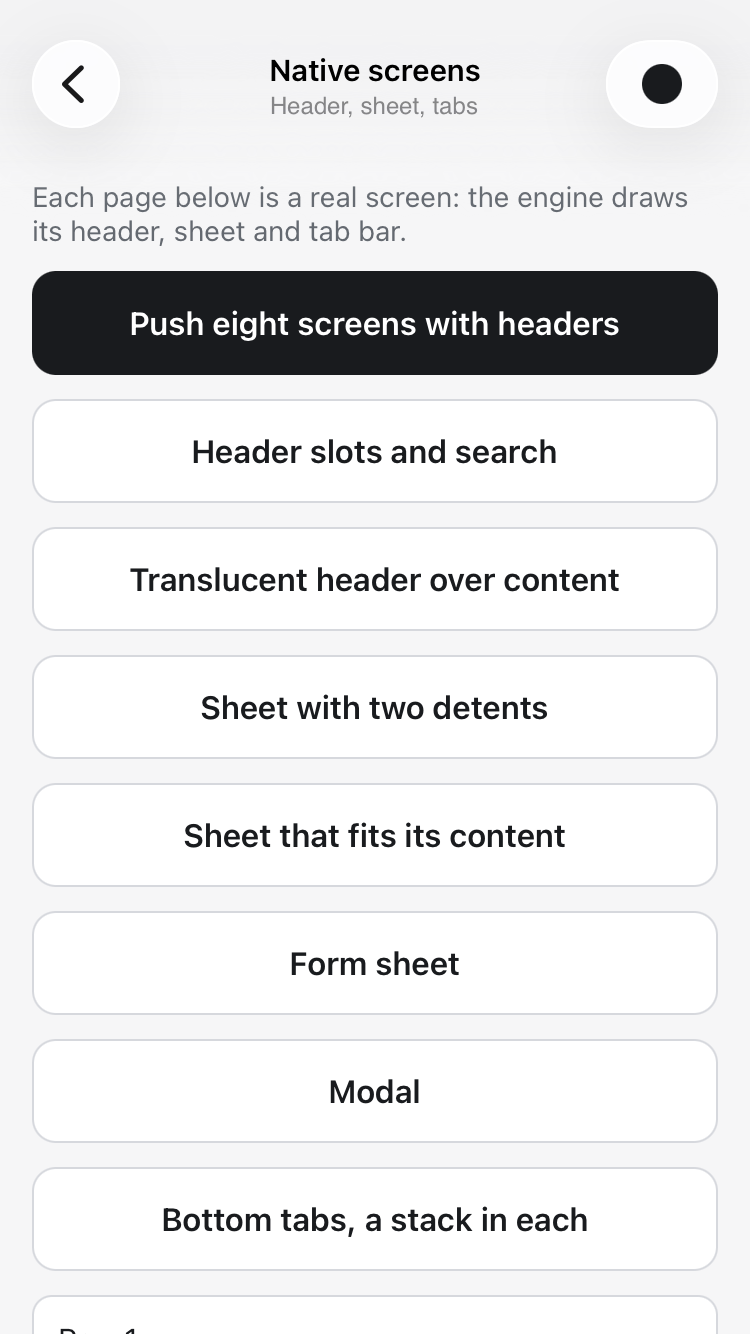 Native screens
Header, sheet, tabs
Each page below is a real screen: the engine draws
its header, sheet and tab bar.
Push eight screens with headers
Header slots and search
Translucent header over content
Sheet with two detents
Sheet that fits its content
Form sheet
Modal
Bottom tabs, a stack in each